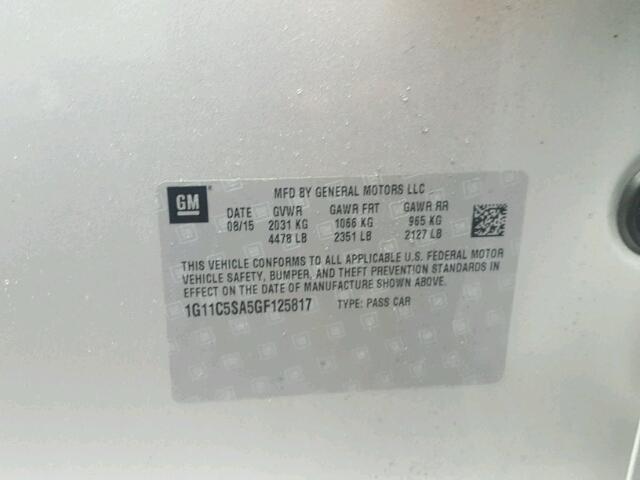 GM
MFD BY GENERAL MOTORS LLC
DATE GVWR GAWR FRT GAWR RR
08/15 2031 KG 1066 KG 965 KG
4478 LB 2351 LB 2127 LB
THIS VEHICLE CONFORMS TO ALL APPLICABLE U.S. FEDERAL MOTOR
VEHICLE SAFETY, BUMPER, AND THEFT PREVENTION STANDARDS IN
EFFECT ON THE DATE OF MANUFACTURE SHOWN ABOVE.
1G11C5SA5GF125817 TYPE: PASS CAR